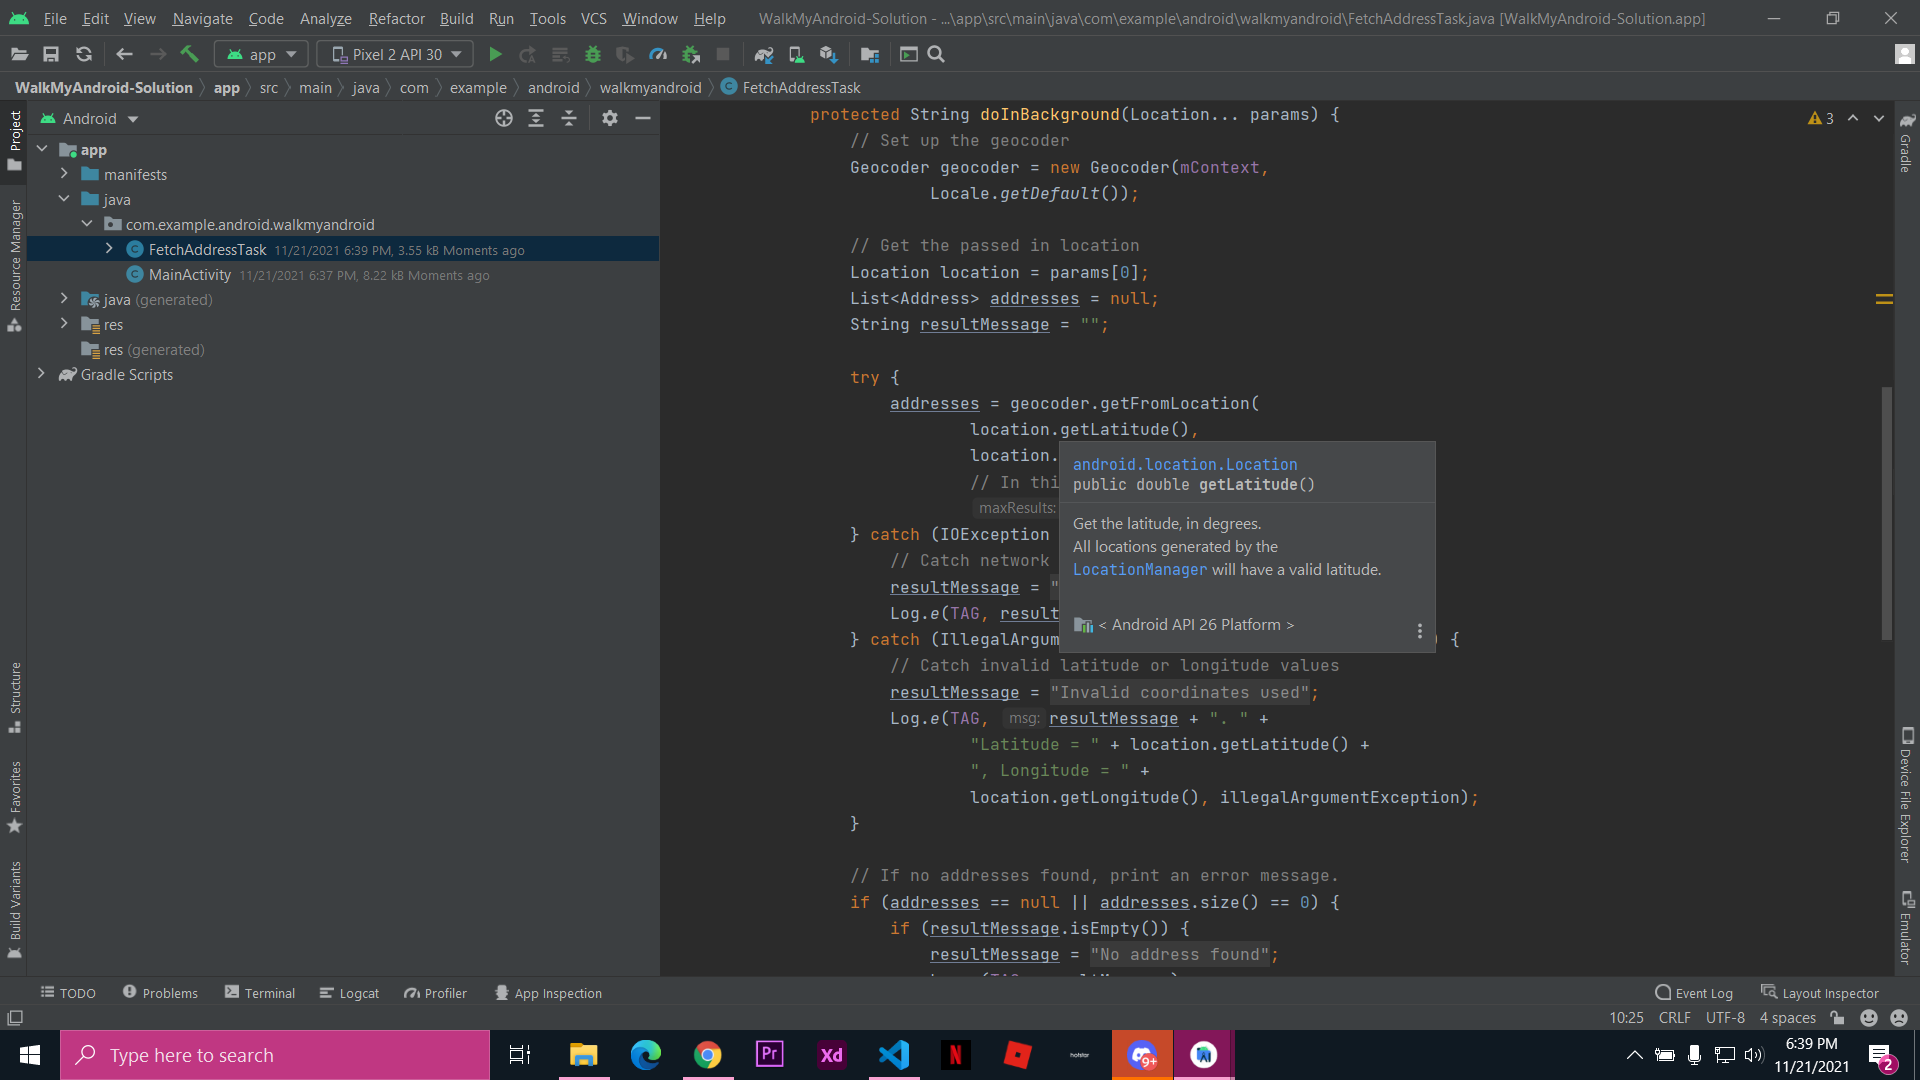 File Edit View Navigate Code Analyze Refactor Build Run Tools VCS Window Help WalkMyAndroid-Solution - ...\app\src\main\java\com\example\android\walkmyandroid\FetchAddressTask.java [WalkMyAndroid-Solution.app]
app Pixel 2 API 30
WalkMyAndroid-Solution app src main java com example android walkmyandroid FetchAddressTask
Project
Resource Manager
Structure
Favorites
Build Variants
Android
app
manifests
java
com.example.android.walkmyandroid
FetchAddressTask 11/21/2021 6:39 PM, 3.55 kB Moments ago
MainActivity 11/21/2021 6:37 PM, 8.22 kB Moments ago
java (generated)
res
res (generated)
Gradle Scripts
protected String doInBackground(Location... params) {
// Set up the geocoder
Geocoder geocoder = new Geocoder(mContext,
Locale.getDefault());
// Get the passed in location
Location location = params[0];
List<Address> addresses = null;
String resultMessage = "";
try {
addresses = geocoder.getFromLocation(
location.getLatitude(),
location.
// In thi
maxResults:
} catch (IOException
// Catch network
resultMessage = "
Log.e(TAG, result
} catch (IllegalArgum
) {
// Catch invalid latitude or longitude values
resultMessage = "Invalid coordinates used";
Log.e(TAG, msg: resultMessage + ". " +
"Latitude = " + location.getLatitude() +
", Longitude = " +
location.getLongitude(), illegalArgumentException);
}
// If no addresses found, print an error message.
if (addresses == null || addresses.size() == 0) {
if (resultMessage.isEmpty()) {
resultMessage = "No address found";
android.location.Location
public double getLatitude()
Get the latitude, in degrees.
All locations generated by the
LocationManager will have a valid latitude.
< Android API 26 Platform >
3
Gradle
Device File Explorer
Emulator
TODO Problems Terminal Logcat Profiler App Inspection Event Log Layout Inspector
10:25 CRLF UTF-8 4 spaces
Type here to search
Pr
Xd
N
hotstar
9+
6:39 PM
11/21/2021
2